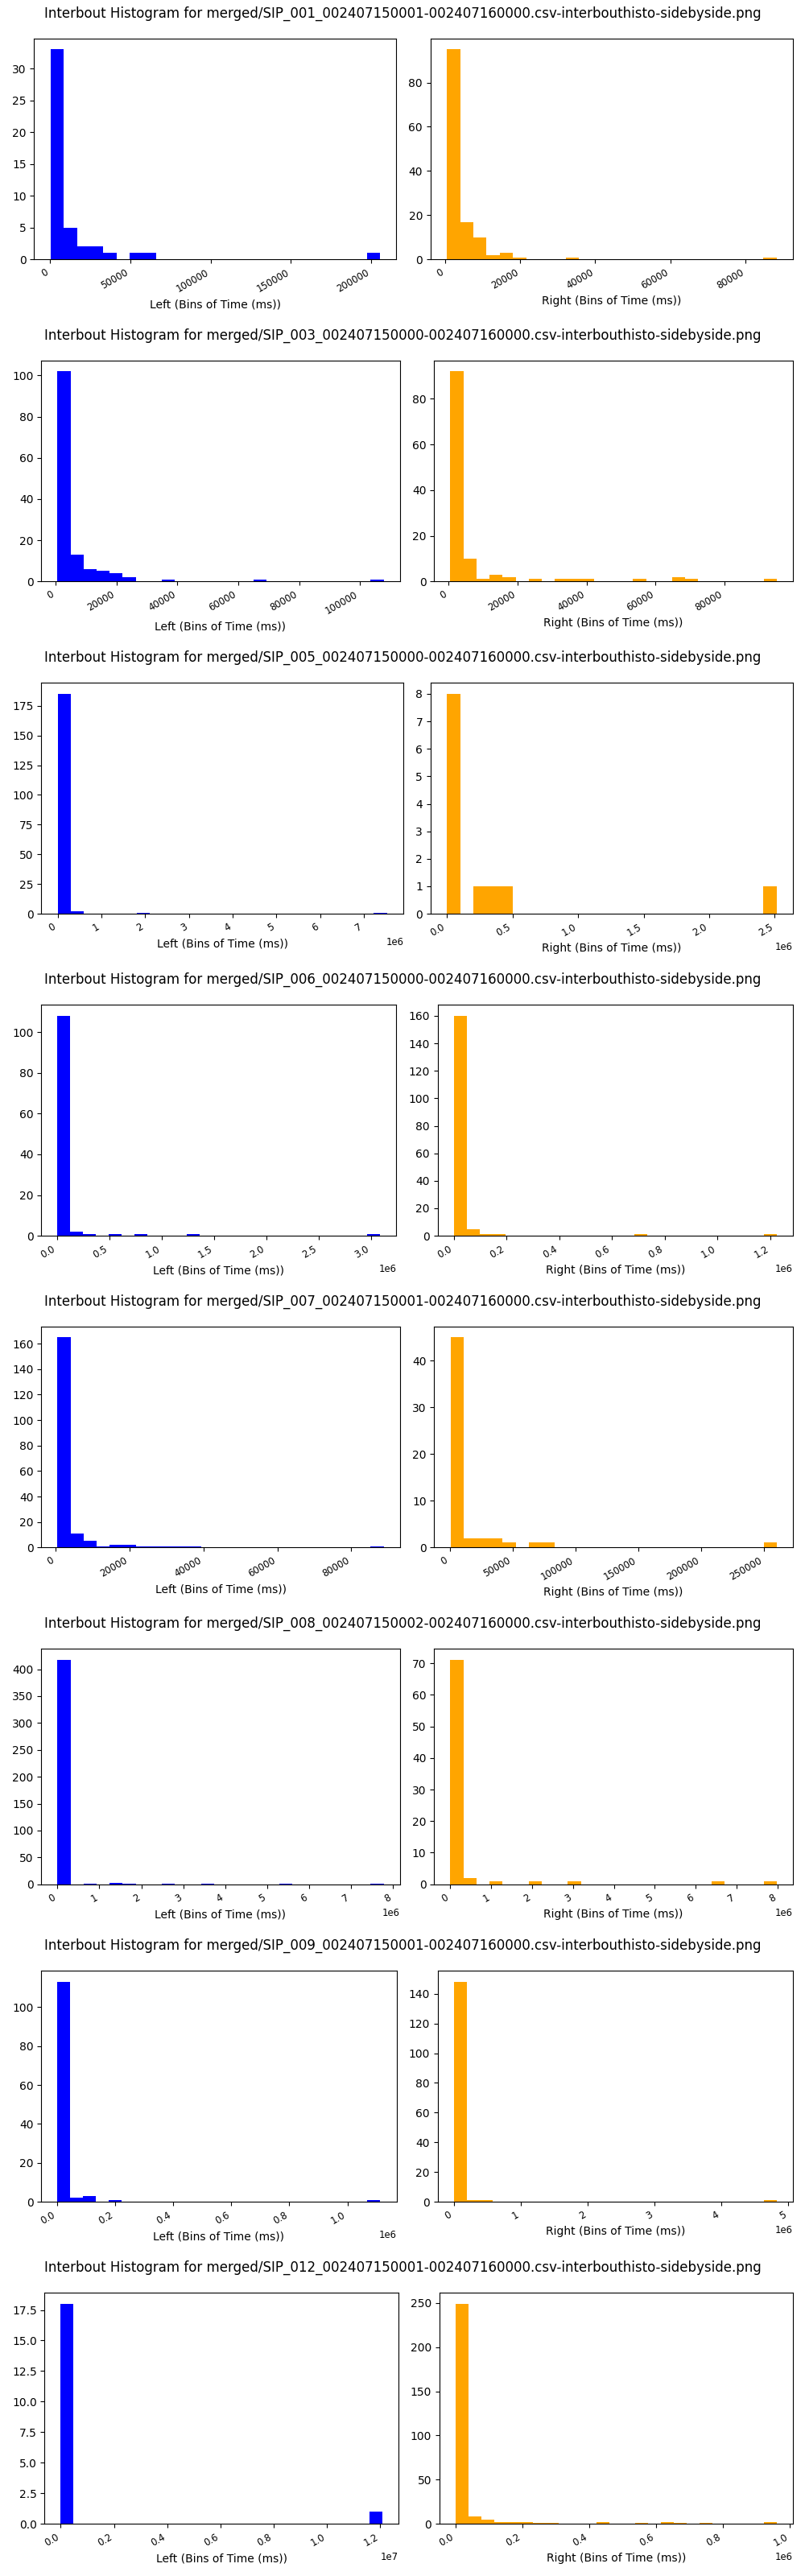 Interbout Histogram for merged/SIP_001_002407150001-002407160000.csv-interbouthisto-sidebyside.png
30
25
20
15
10
5
0
0 50000 100000 150000 200000
Left (Bins of Time (ms))
80
60
40
20
0
0 20000 40000 60000 80000
Right (Bins of Time (ms))
Interbout Histogram for merged/SIP_003_002407150000-002407160000.csv-interbouthisto-sidebyside.png
100
80
60
40
20
0
0 20000 40000 60000 80000 100000
Left (Bins of Time (ms))
80
60
40
20
0
0 20000 40000 60000 80000
Right (Bins of Time (ms))
Interbout Histogram for merged/SIP_005_002407150000-002407160000.csv-interbouthisto-sidebyside.png
175
150
125
100
75
50
25
0
0 1 2 3 4 5 6 7
1e6
Left (Bins of Time (ms))
8
7
6
5
4
3
2
1
0
0.0 0.5 1.0 1.5 2.0 2.5
1e6
Right (Bins of Time (ms))
Interbout Histogram for merged/SIP_006_002407150000-002407160000.csv-interbouthisto-sidebyside.png
100
80
60
40
20
0
0.0 0.5 1.0 1.5 2.0 2.5 3.0
1e6
Left (Bins of Time (ms))
160
140
120
100
80
60
40
20
0
0.0 0.2 0.4 0.6 0.8 1.0 1.2
1e6
Right (Bins of Time (ms))
Interbout Histogram for merged/SIP_007_002407150001-002407160000.csv-interbouthisto-sidebyside.png
160
140
120
100
80
60
40
20
0
0 20000 40000 60000 80000
Left (Bins of Time (ms))
40
30
20
10
0
0 50000 100000 150000 200000 250000
Right (Bins of Time (ms))
Interbout Histogram for merged/SIP_008_002407150002-002407160000.csv-interbouthisto-sidebyside.png
400
350
300
250
200
150
100
50
0
0 1 2 3 4 5 6 7 8
1e6
Left (Bins of Time (ms))
70
60
50
40
30
20
10
0
0 1 2 3 4 5 6 7 8
1e6
Right (Bins of Time (ms))
Interbout Histogram for merged/SIP_009_002407150001-002407160000.csv-interbouthisto-sidebyside.png
100
80
60
40
20
0
0.0 0.2 0.4 0.6 0.8 1.0
1e6
Left (Bins of Time (ms))
140
120
100
80
60
40
20
0
0 1 2 3 4 5
1e6
Right (Bins of Time (ms))
Interbout Histogram for merged/SIP_012_002407150001-002407160000.csv-interbouthisto-sidebyside.png
17.5
15.0
12.5
10.0
7.5
5.0
2.5
0.0
0.0 0.2 0.4 0.6 0.8 1.0 1.2
1e7
Left (Bins of Time (ms))
250
200
150
100
50
0
0.0 0.2 0.4 0.6 0.8 1.0
1e6
Right (Bins of Time (ms))